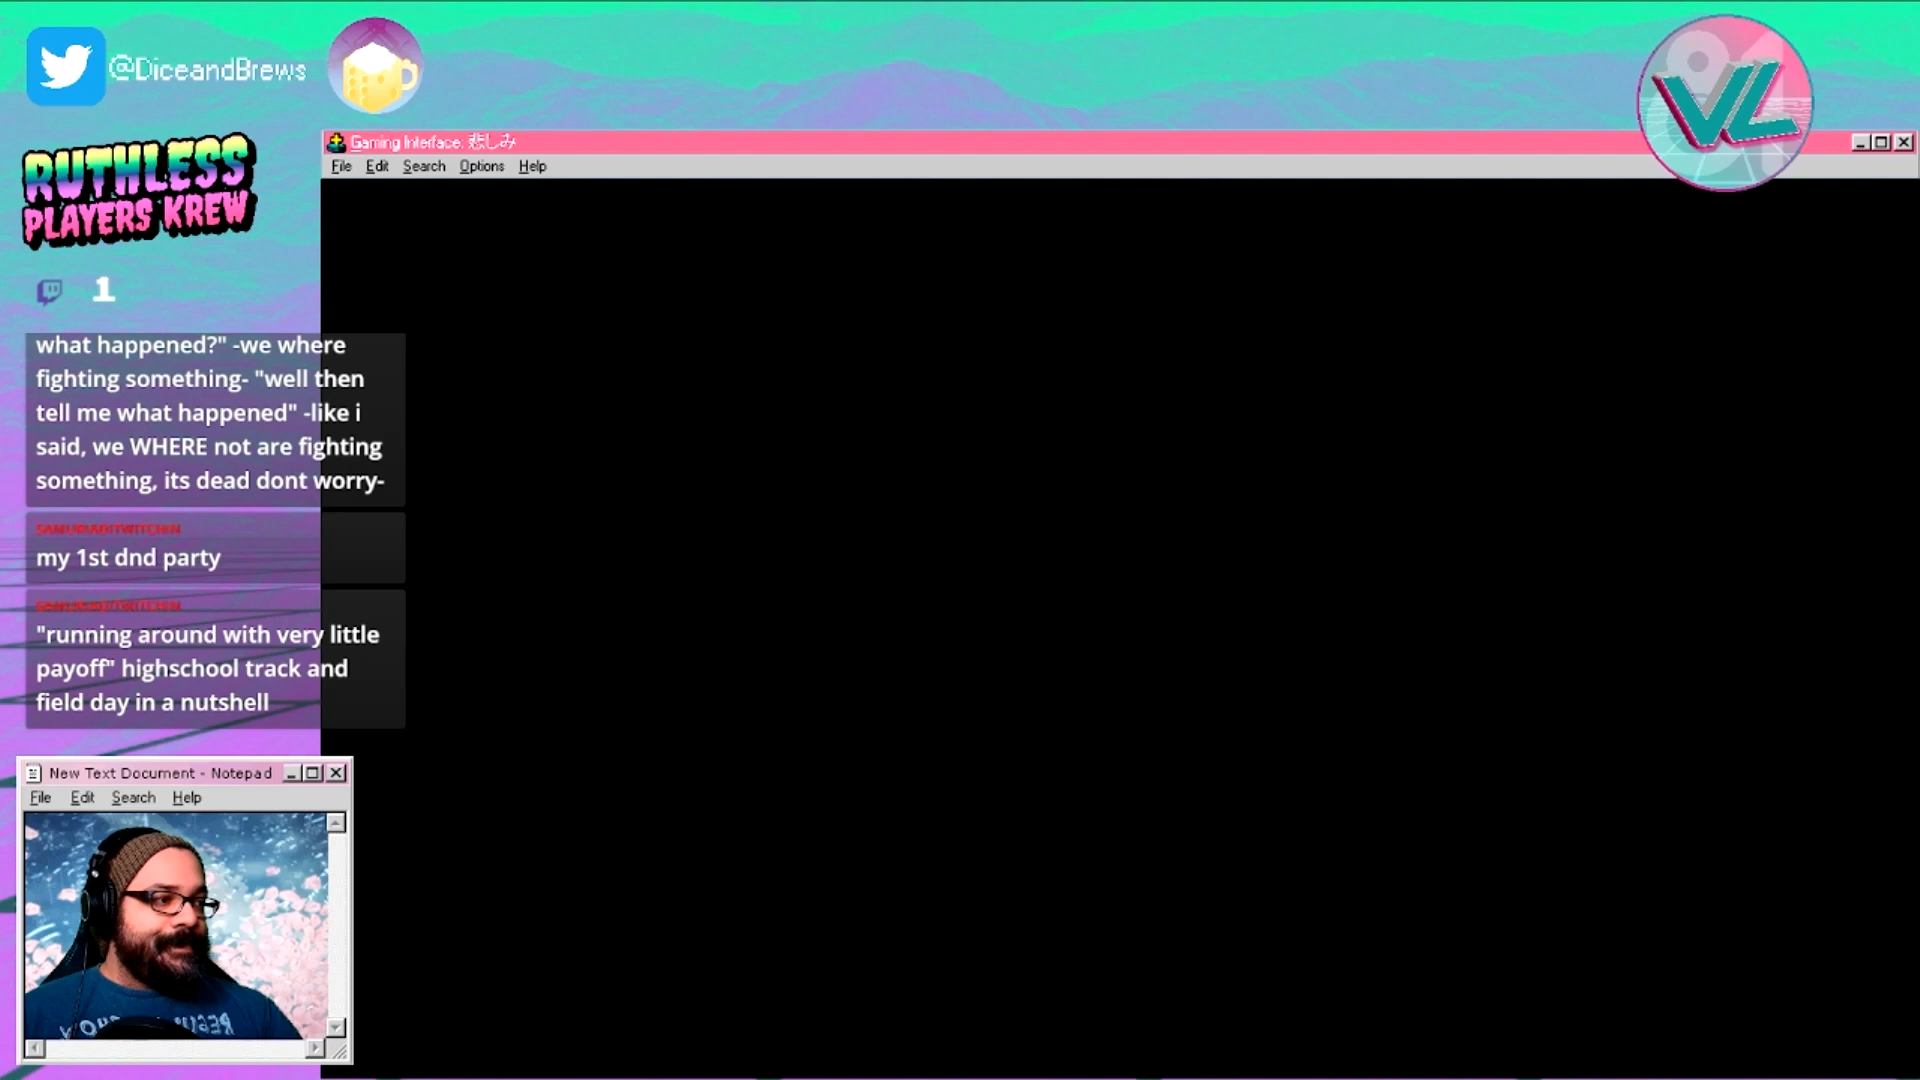 @DiceandBrews
VL
RUTHLESS
PLAYERS KREW
Gaming Interface: 悲しみ
File Edit Search Options Help
1
what happened?" -we where
fighting something- "well then
tell me what happened" -like i
said, we WHERE not are fighting
something, its dead dont worry-
my 1st dnd party
"running around with very little
payoff" highschool track and
field day in a nutshell
New Text Document - Notepad
File Edit Search Help